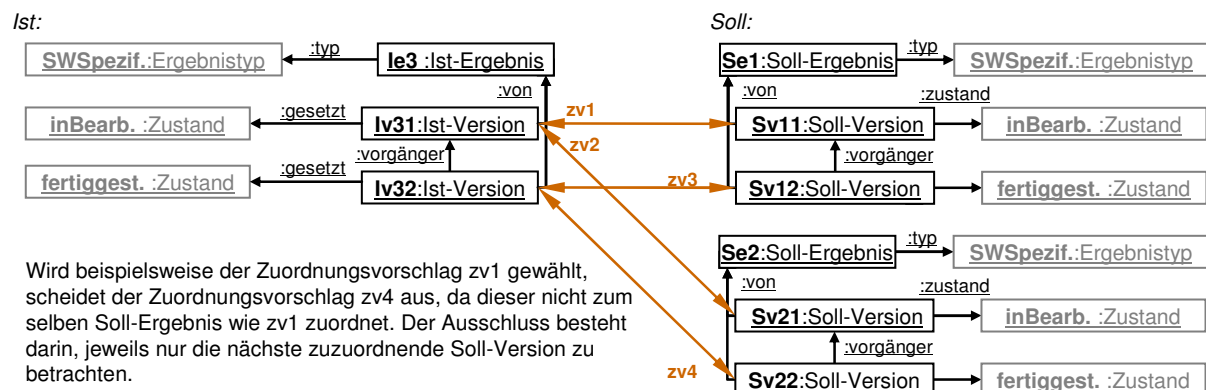 Ist:
Soll:
SWSpezif.:Ergebnistyp
:typ
Ie3 :Ist-Ergebnis
Se1:Soll-Ergebnis
:typ
SWSpezif.:Ergebnistyp
:von
:von
inBearb. :Zustand
:gesetzt
Iv31:Ist-Version
zv1
zv2
Sv11:Soll-Version
:zustand
inBearb. :Zustand
:vorgänger
:vorgänger
fertiggest. :Zustand
:gesetzt
Iv32:Ist-Version
zv3
Sv12:Soll-Version
fertiggest. :Zustand
Se2:Soll-Ergebnis
:typ
SWSpezif.:Ergebnistyp
:von
Sv21:Soll-Version
:zustand
inBearb. :Zustand
:vorgänger
zv4
Sv22:Soll-Version
fertiggest. :Zustand
Wird beispielsweise der Zuordnungsvorschlag zv1 gewählt,
scheidet der Zuordnungsvorschlag zv4 aus, da dieser nicht zum
selben Soll-Ergebnis wie zv1 zuordnet. Der Ausschluss besteht
darin, jeweils nur die nächste zuzuordnende Soll-Version zu
betrachten.